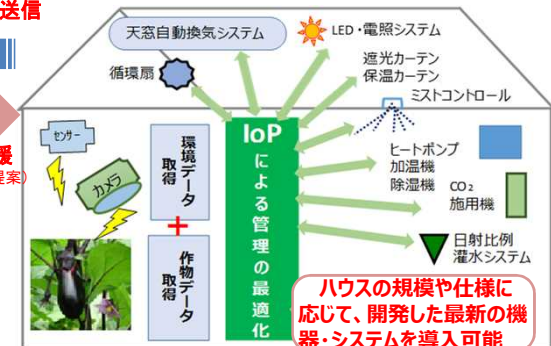 送信
天窓自動換気システム
LED・電照システム
循環扇
遮光カーテン
保温カーテン
ミストコントロール
センサー
カメラ
援
提案)
環境データ
取得
+
作物データ
取得
IoP
による管理の最適化
ヒートポンプ
加温機
除湿機
CO₂
施用機
日射比例
灌水システム
ハウスの規模や仕様に
応じて、開発した最新の機
器・システムを導入可能